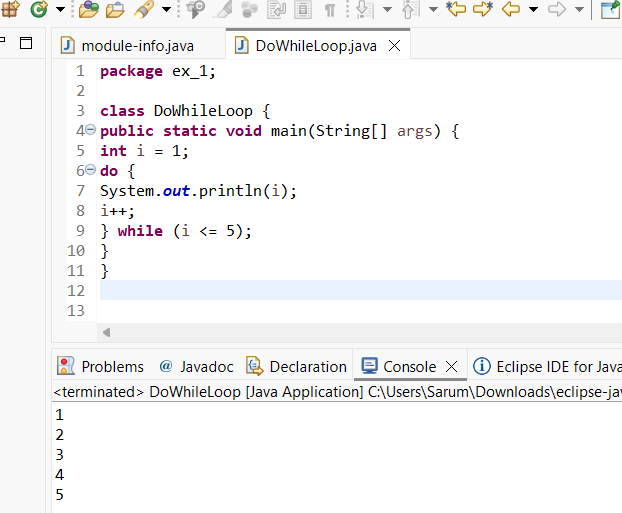 module-info.java DoWhileLoop.java
1 package ex_1;
2
3 class DoWhileLoop {
4 public static void main(String[] args) {
5 int i = 1;
6 do {
7 System.out.println(i);
8 i++;
9 } while (i <= 5);
10 }
11 }
12
13
Problems @ Javadoc Declaration Console Eclipse IDE for Java
<terminated> DoWhileLoop [Java Application] C:\Users\Sarum\Downloads\eclipse-jav
1
2
3
4
5